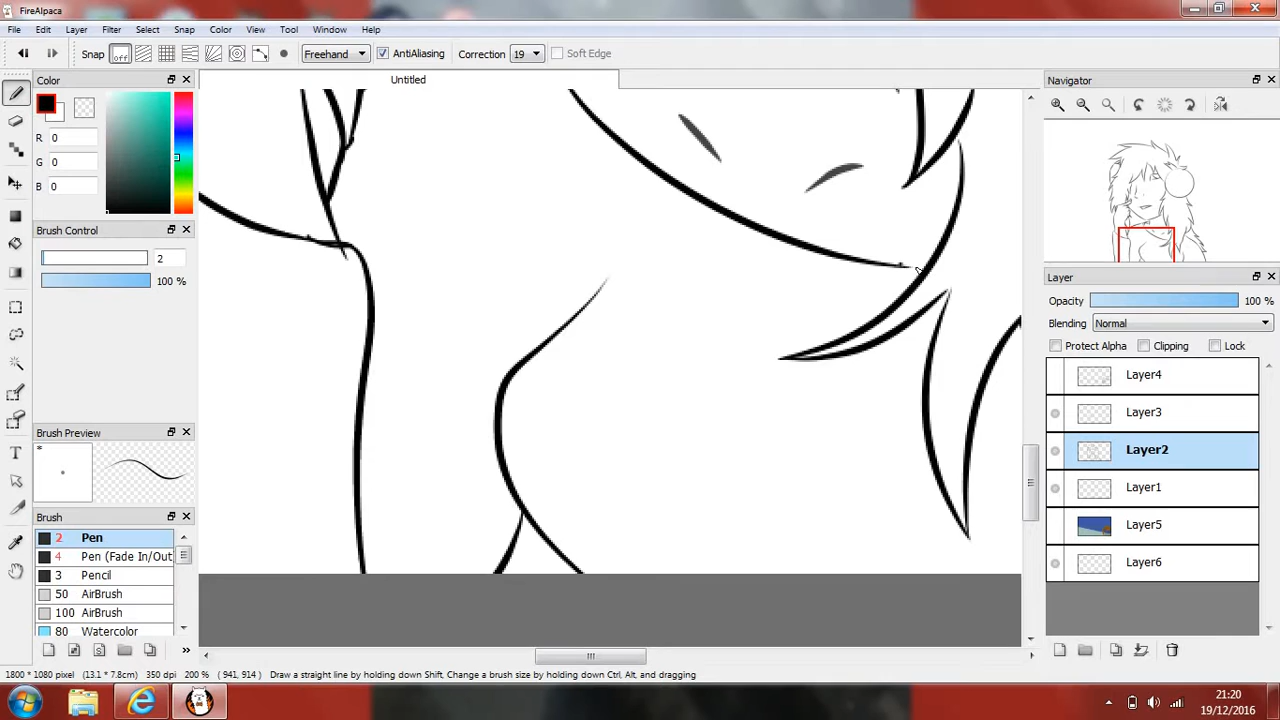 FireAlpaca
File Edit Layer Filter Select Snap Color View Tool Window Help
Snap off Freehand AntiAliasing Correction 19 Soft Edge
Color
R 0
G 0
B 0
Brush Control
2
100 %
Brush Preview
*
Brush
2 Pen
4 Pen (Fade In/Out
3 Pencil
50 AirBrush
100 AirBrush
80 Watercolor
Untitled
Navigator
Layer
Opacity 100 %
Blending Normal
Protect Alpha Clipping Lock
Layer4
Layer3
Layer2
Layer1
Layer5
Layer6
1800 * 1080 pixel (13.1 * 7.8cm) 350 dpi 200 % ( 941, 914 ) Draw a straight line by holding down Shift, Change a brush size by holding down Ctrl, Alt, and dragging
21:20
19/12/2016